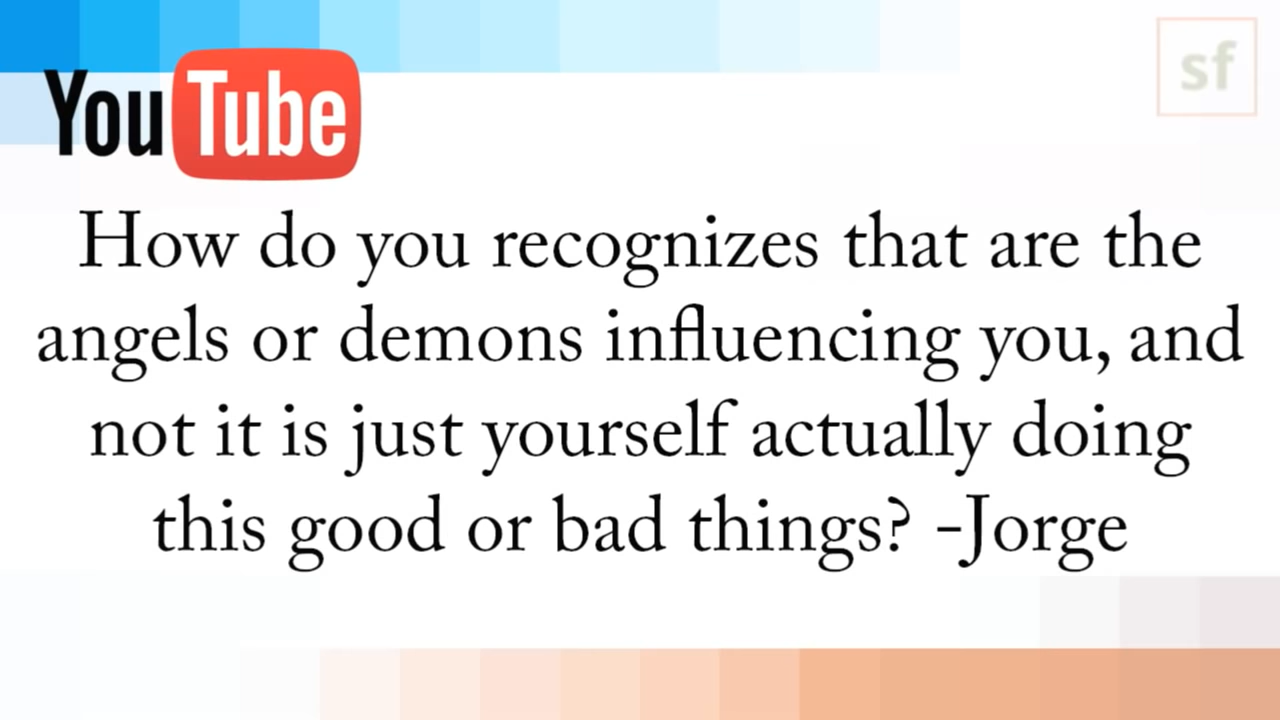 YouTube
sf
How do you recognizes that are the
angels or demons influencing you, and
not it is just yourself actually doing
this good or bad things? -Jorge